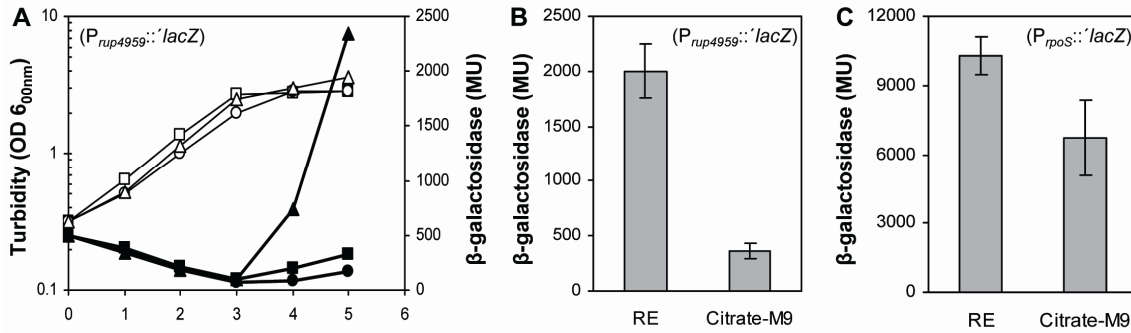 A
(Prup4959::´lacZ)
Turbidity (OD 600nm)
10
1
0.1
2500
2000
1500
1000
500
0
β-galactosidase (MU)
0 1 2 3 4 5 6
B
(Prup4959::´lacZ)
β-galactosidase (MU)
2500
2000
1500
1000
500
0
RE Citrate-M9
C
(PrpoS::´lacZ)
β-galactosidase (MU)
12000
9000
6000
3000
0
RE Citrate-M9